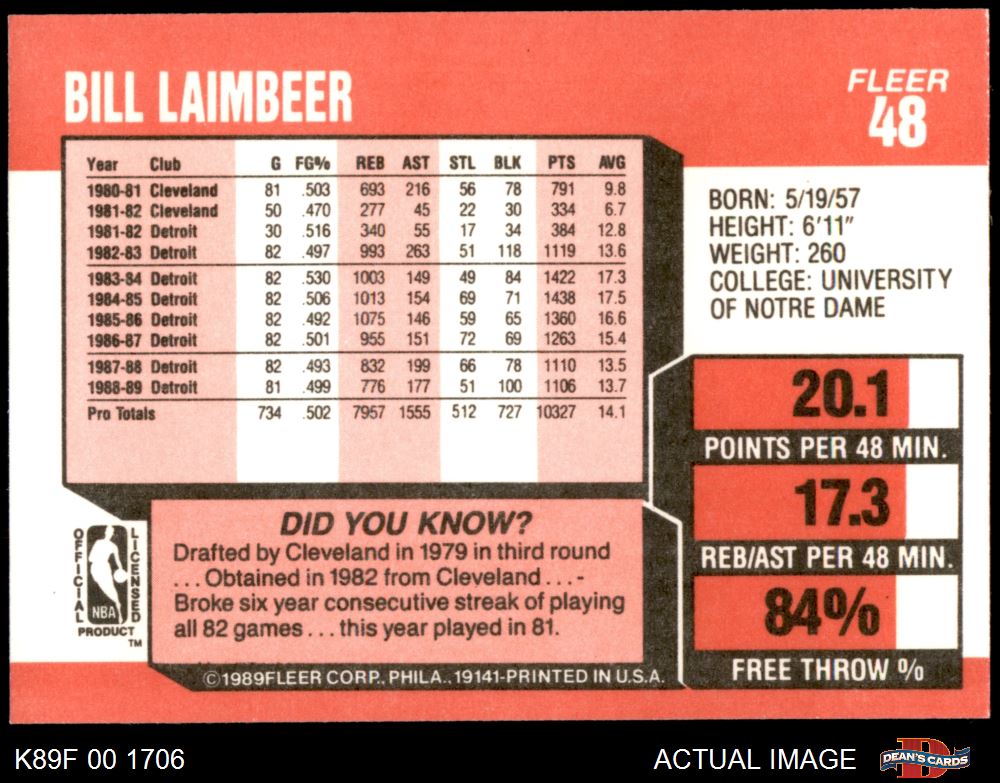 BILL LAIMBEER
FLEER
48
Year Club G FG% REB AST STL BLK PTS AVG
1980-81 Cleveland 81 .503 693 216 56 78 791 9.8
1981-82 Cleveland 50 .470 277 45 22 30 334 6.7
1981-82 Detroit 30 .516 340 55 17 34 384 12.8
1982-83 Detroit 82 .497 993 263 51 118 1119 13.6
1983-84 Detroit 82 .530 1003 149 49 84 1422 17.3
1984-85 Detroit 82 .506 1013 154 69 71 1438 17.5
1985-86 Detroit 82 .492 1075 146 59 65 1360 16.6
1986-87 Detroit 82 .501 955 151 72 69 1263 15.4
1987-88 Detroit 82 .493 832 199 66 78 1110 13.5
1988-89 Detroit 81 .499 776 177 51 100 1106 13.7
Pro Totals 734 .502 7957 1555 512 727 10327 14.1
BORN: 5/19/57
HEIGHT: 6'11"
WEIGHT: 260
COLLEGE: UNIVERSITY
OF NOTRE DAME
20.1
POINTS PER 48 MIN.
17.3
REB/AST PER 48 MIN.
84%
FREE THROW %
DID YOU KNOW?
Drafted by Cleveland in 1979 in third round
...Obtained in 1982 from Cleveland...-
Broke six year consecutive streak of playing
all 82 games...this year played in 81.
OFFICIAL
LICENSED
NBA
PRODUCT
TM
©1989FLEER CORP., PHILA., 19141-PRINTED IN U.S.A.
K89F 00 1706
ACTUAL IMAGE
DEAN'S CARDS